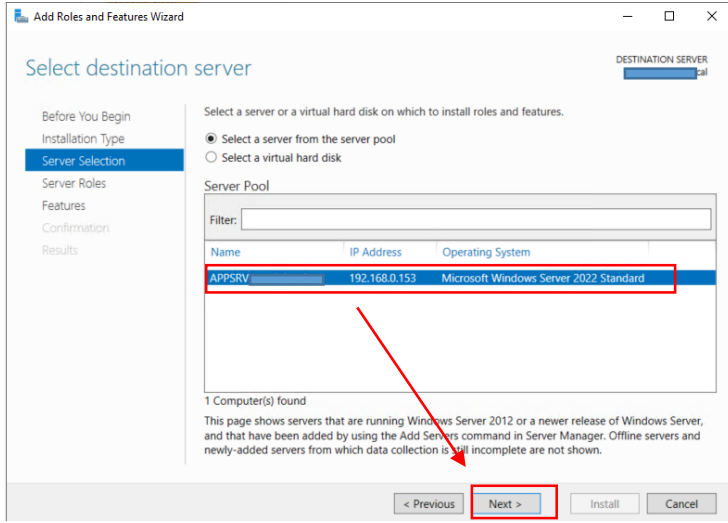 Add Roles and Features Wizard
Select destination server
DESTINATION SERVER
cal
Before You Begin
Installation Type
Server Selection
Server Roles
Features
Confirmation
Results
Select a server or a virtual hard disk on which to install roles and features.
Select a server from the server pool
Select a virtual hard disk
Server Pool
Filter:
Name IP Address Operating System
APPSRV 192.168.0.153 Microsoft Windows Server 2022 Standard
1 Computer(s) found
This page shows servers that are running Windows Server 2012 or a newer release of Windows Server,
and that have been added by using the Add Servers command in Server Manager. Offline servers and
newly-added servers from which data collection is still incomplete are not shown.
< Previous Next > Install Cancel